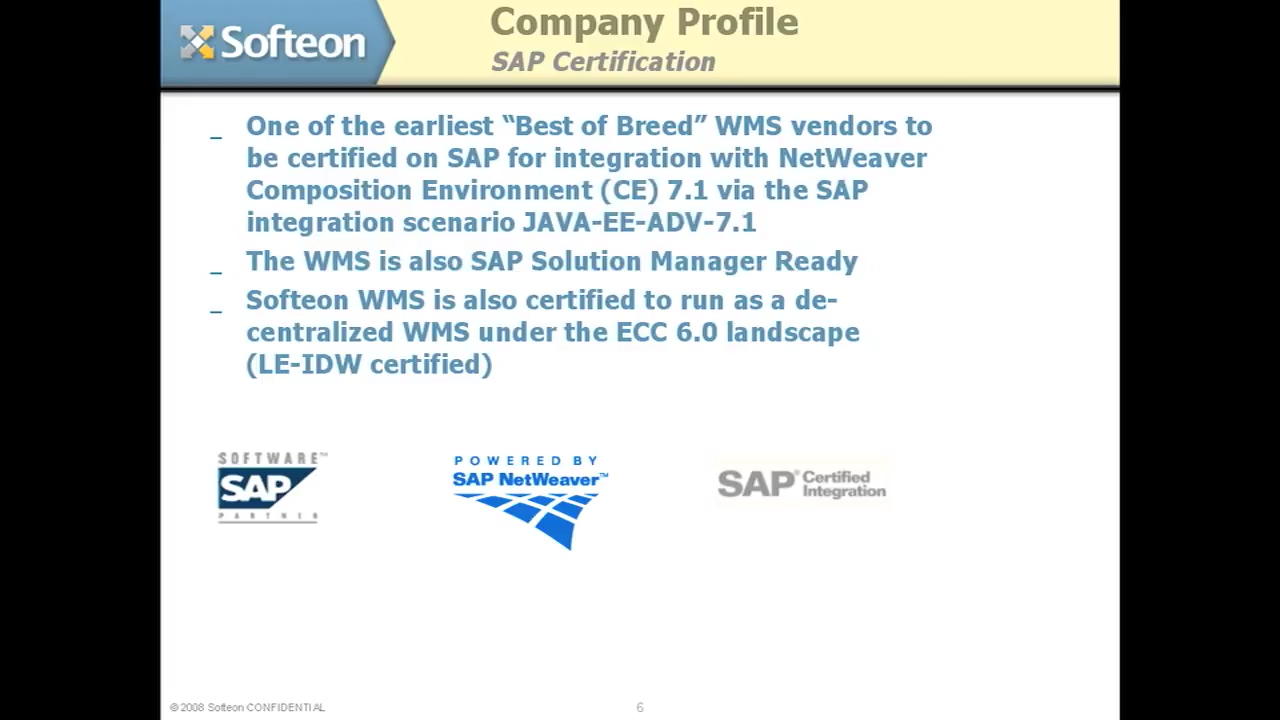 Softeon
Company Profile
SAP Certification
_ One of the earliest “Best of Breed” WMS vendors to
be certified on SAP for integration with NetWeaver
Composition Environment (CE) 7.1 via the SAP
integration scenario JAVA-EE-ADV-7.1
_ The WMS is also SAP Solution Manager Ready
_ Softeon WMS is also certified to run as a de-
centralized WMS under the ECC 6.0 landscape
(LE-IDW certified)
SOFTWARE™
SAP
PARTNER
POWERED BY
SAP NetWeaver™
SAP® Certified
Integration
© 2008 Softeon CONFIDENTIAL
6